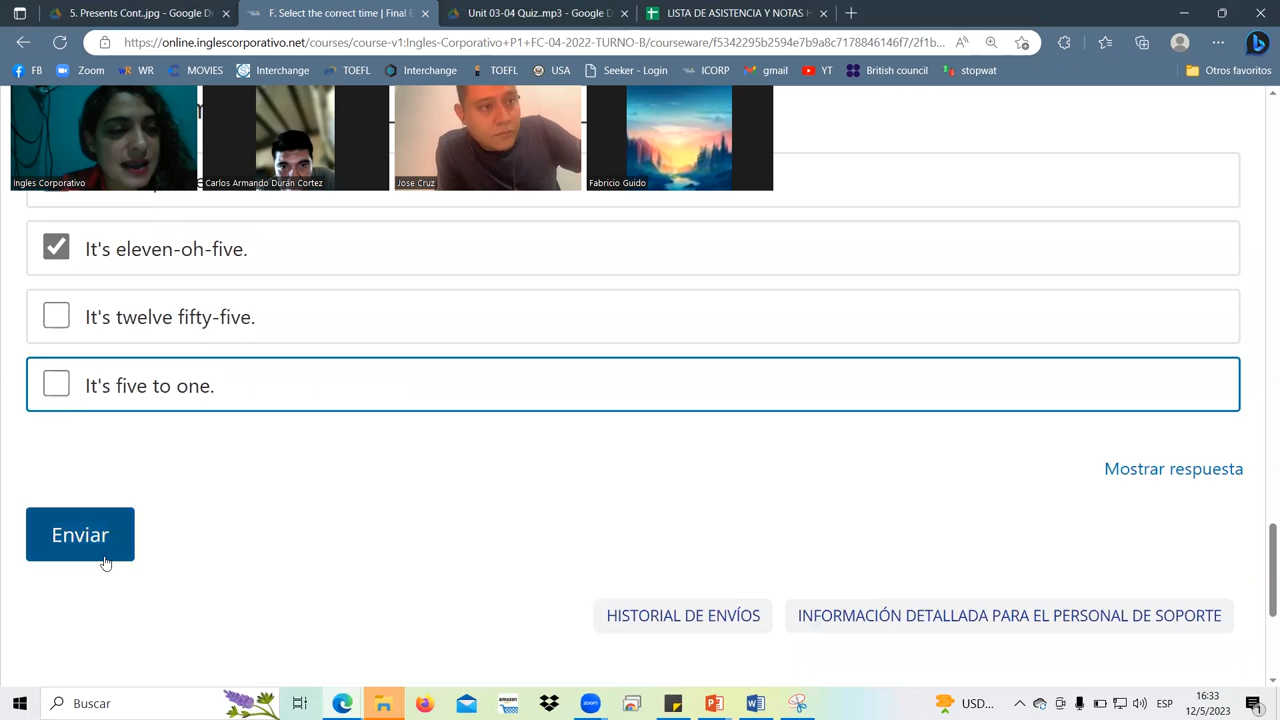 5. Presents Cont..jpg - Google D
F. Select the correct time | Final E
Unit 03-04 Quiz..mp3 - Google D
LISTA DE ASISTENCIA Y NOTAS
https://online.inglescorporativo.net/courses/course-v1:Ingles-Corporativo+P1+FC-04-2022-TURNO-B/courseware/f5342295b2594e7b9a8c7178846146f7/2f1b...
FB Zoom WR MOVIES Interchange TOEFL Interchange TOEFL USA Seeker - Login ICORP gmail YT British council stopwat Otros favoritos
Ingles Corporativo
Carlos Armando Durán Cortez
Jose Cruz
Fabricio Guido
It's eleven-oh-five.
It's twelve fifty-five.
It's five to one.
Mostrar respuesta
Enviar
HISTORIAL DE ENVÍOS
INFORMACIÓN DETALLADA PARA EL PERSONAL DE SOPORTE
Buscar
USD...
ESP
16:33
12/5/2023